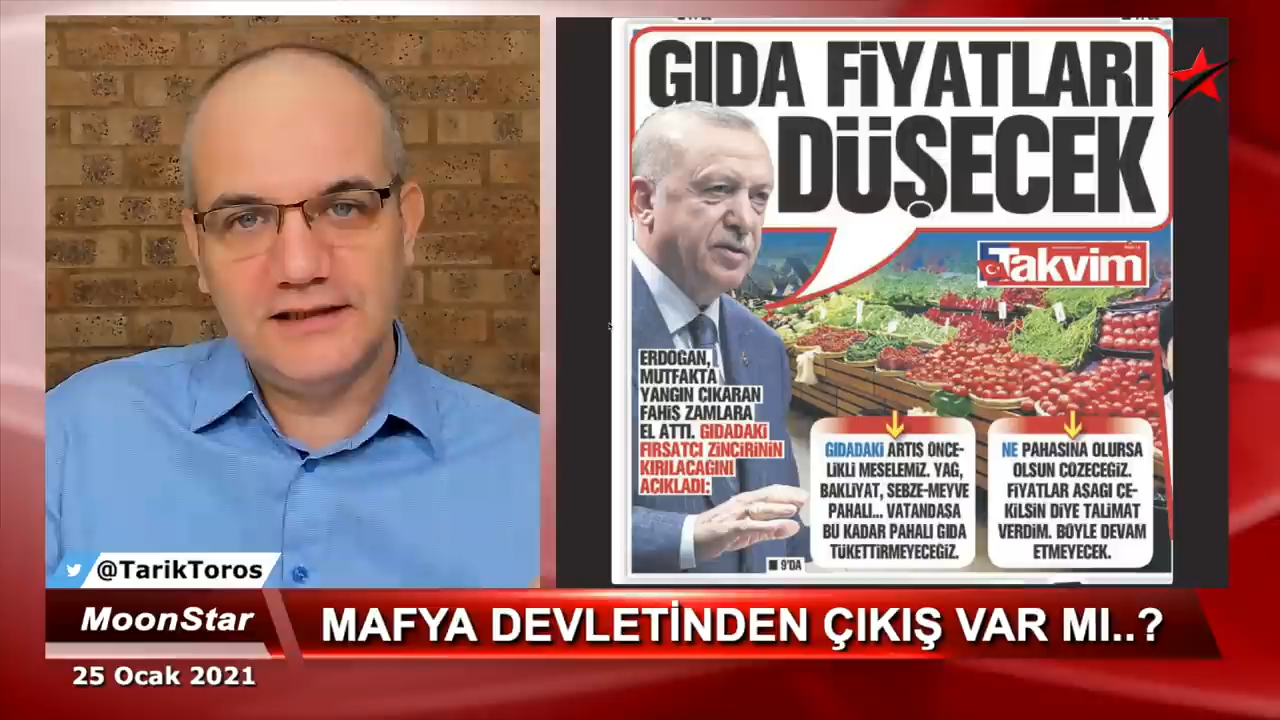 GIDA FİYATLARI
DÜŞECEK
Takvim
ERDOĞAN,
MUTFAKTA
YANGIN ÇIKARAN
FAHİŞ ZAMLARA
EL ATTI. GIDADAKİ
FIRSATÇI ZİNCİRİNİN
KIRILACAĞINI
AÇIKLADI:
GIDADAKİ ARTIŞ ÖNCE-
LİKLİ MESELEMİZ. YAĞ,
BAKLİYAT, SEBZE-MEYVE
PAHALI... VATANDAŞA
BU KADAR PAHALI GIDA
TÜKETTİRMEYECEĞİZ.
NE PAHASINA OLURSA
OLSUN ÇÖZECEĞİZ.
FİYATLAR AŞAĞI ÇE-
KİLSİN DİYE TALİMAT
VERDİM. BÖYLE DEVAM
ETMEYECEK.
9'DA
@TarikToros
MoonStar
MAFYA DEVLETİNDEN ÇIKIŞ VAR MI..?
25 Ocak 2021